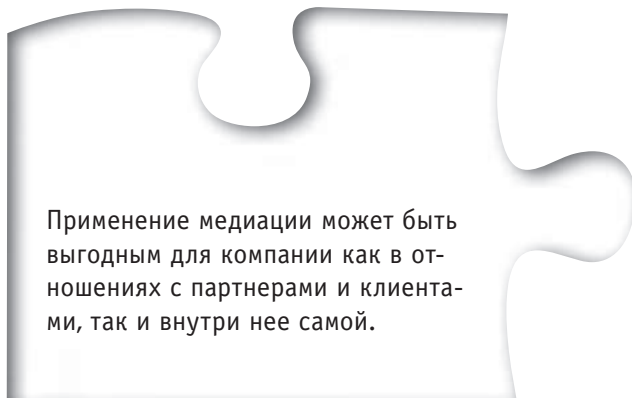 Применение медиации может быть
выгодным для компании как в от-
ношениях с партнерами и клиента-
ми, так и внутри нее самой.